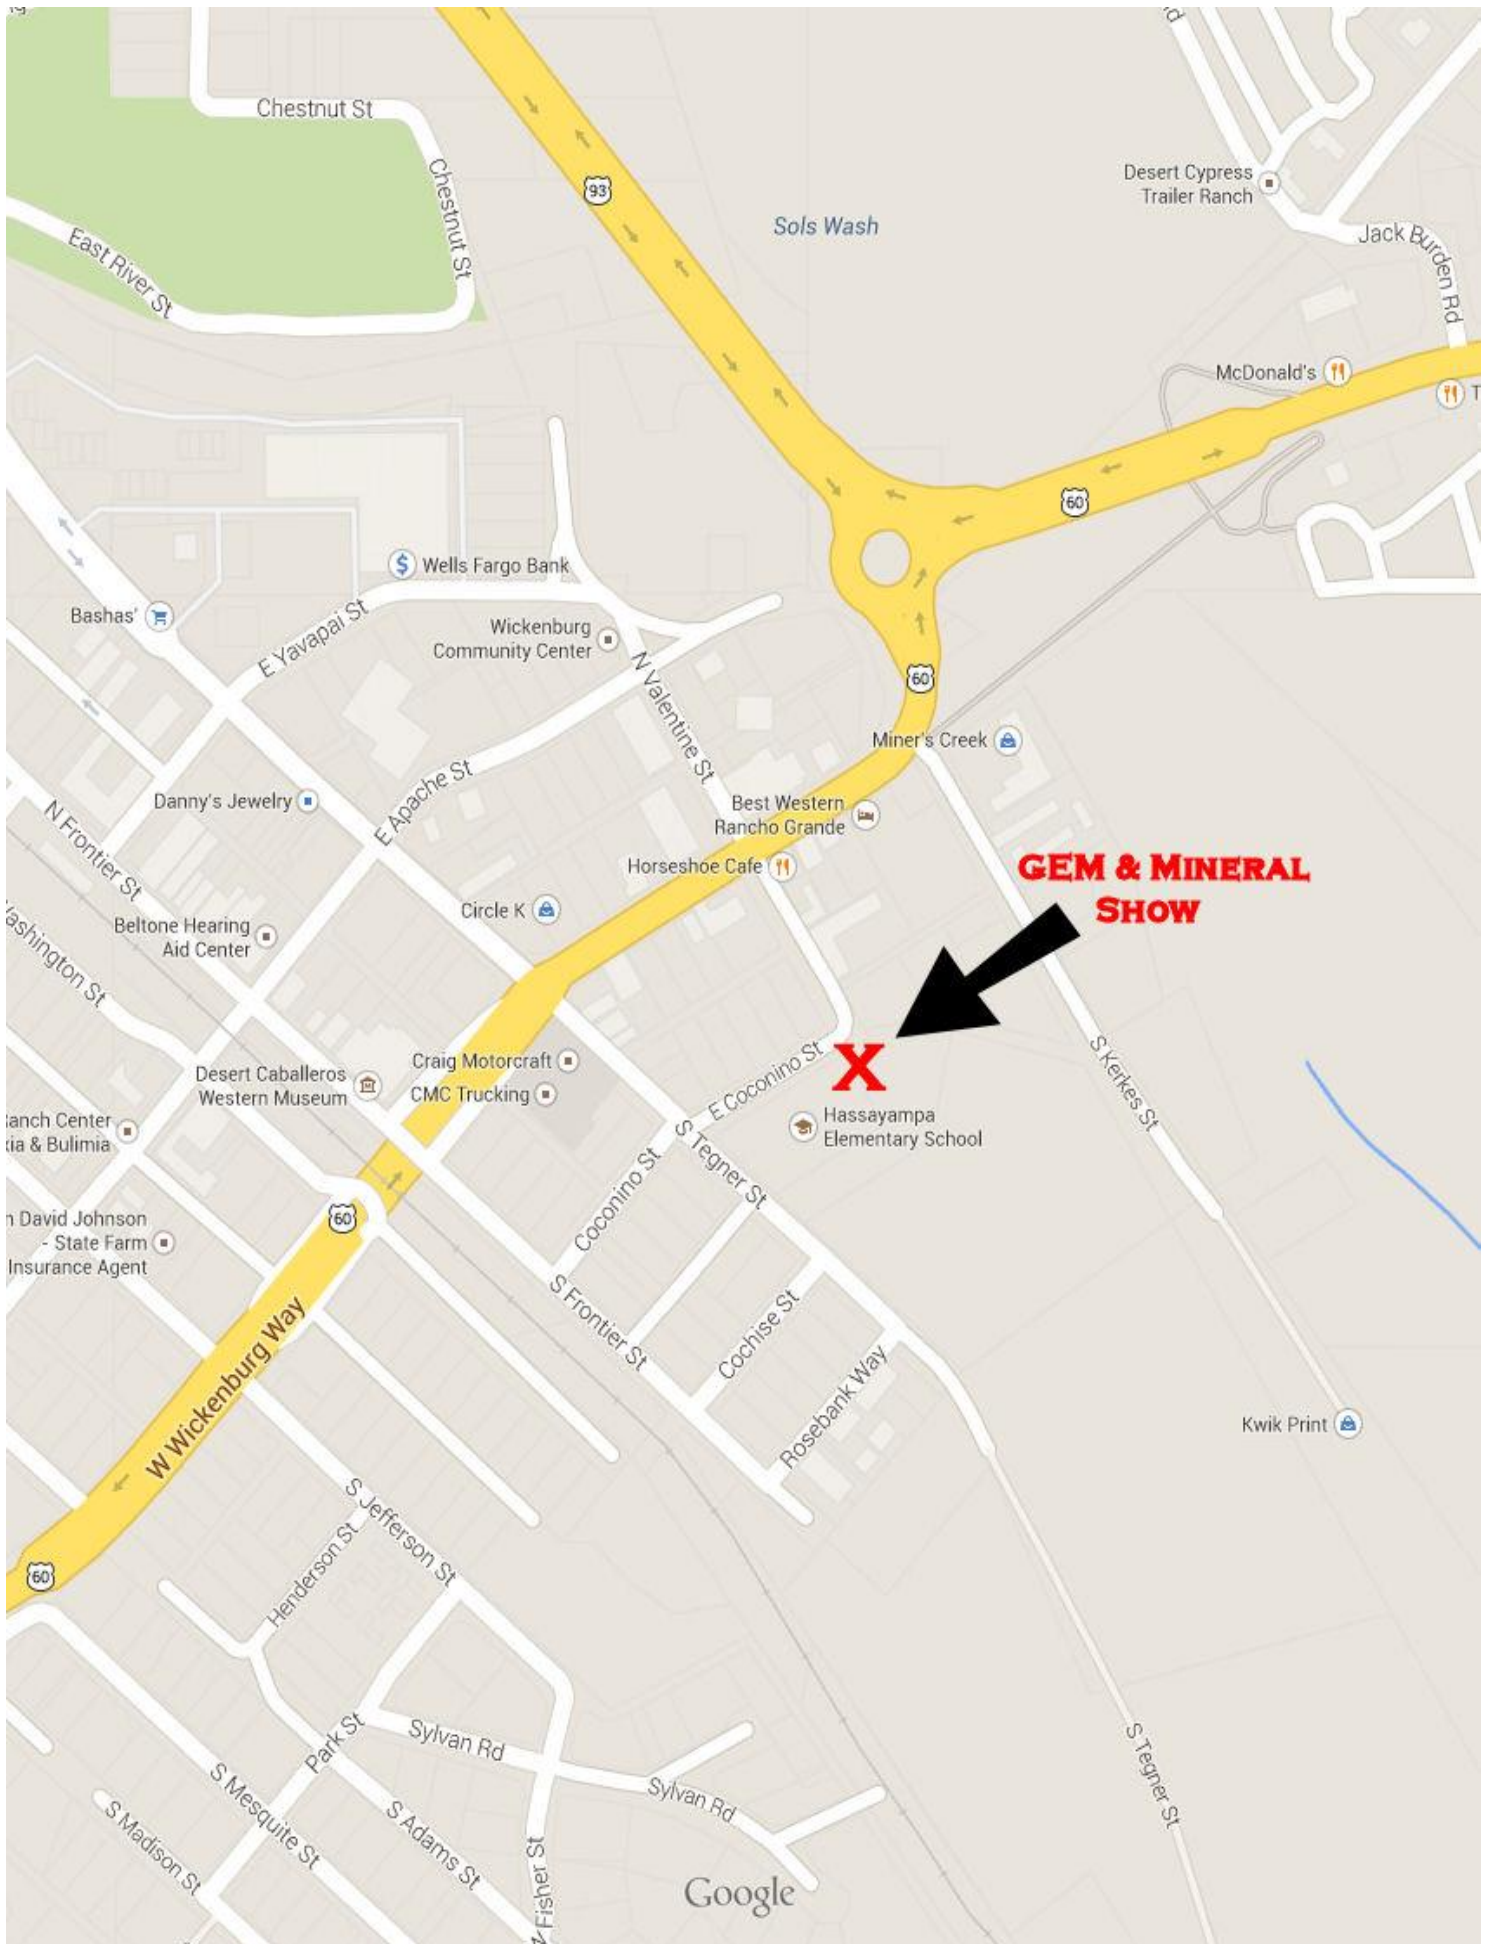 Chestnut St
Chestnut St
93
Sols Wash
Desert Cypress
Trailer Ranch
Jack Burden Rd
East River St
McDonald's
60
Wells Fargo Bank
Bashas'
E Yavapai St
Wickenburg
Community Center
N Valentine St
60
Miner's Creek
Danny's Jewelry
E Apache St
Best Western
Rancho Grande
N Frontier St
Horseshoe Cafe
GEM & MINERAL
SHOW
Circle K
Beltone Hearing
Aid Center
ashington St
Craig Motorcraft
CMC Trucking
Desert Caballeros
Western Museum
E Coconino St
X
S Kerkes St
Hassayampa
Elementary School
anch Center
ia & Bulimia
S Tegner St
Coconino St
60
n David Johnson
- State Farm
Insurance Agent
S Frontier St
Cochise St
Rosebank Way
W Wickenburg Way
Kwik Print
S Jefferson St
Henderson St
60
Park St
Sylvan Rd
Sylvan Rd
S Tegner St
S Mesquite St
S Adams St
S Madison St
Fisher St
Google